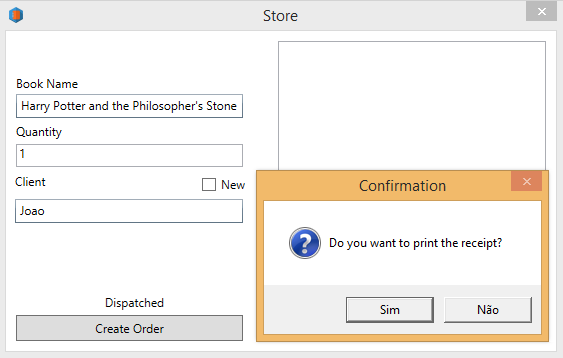 Store
Book Name
Harry Potter and the Philosopher's Stone
Quantity
1
Client
New
Joao
Dispatched
Create Order
Confirmation
Do you want to print the receipt?
Sim
Não